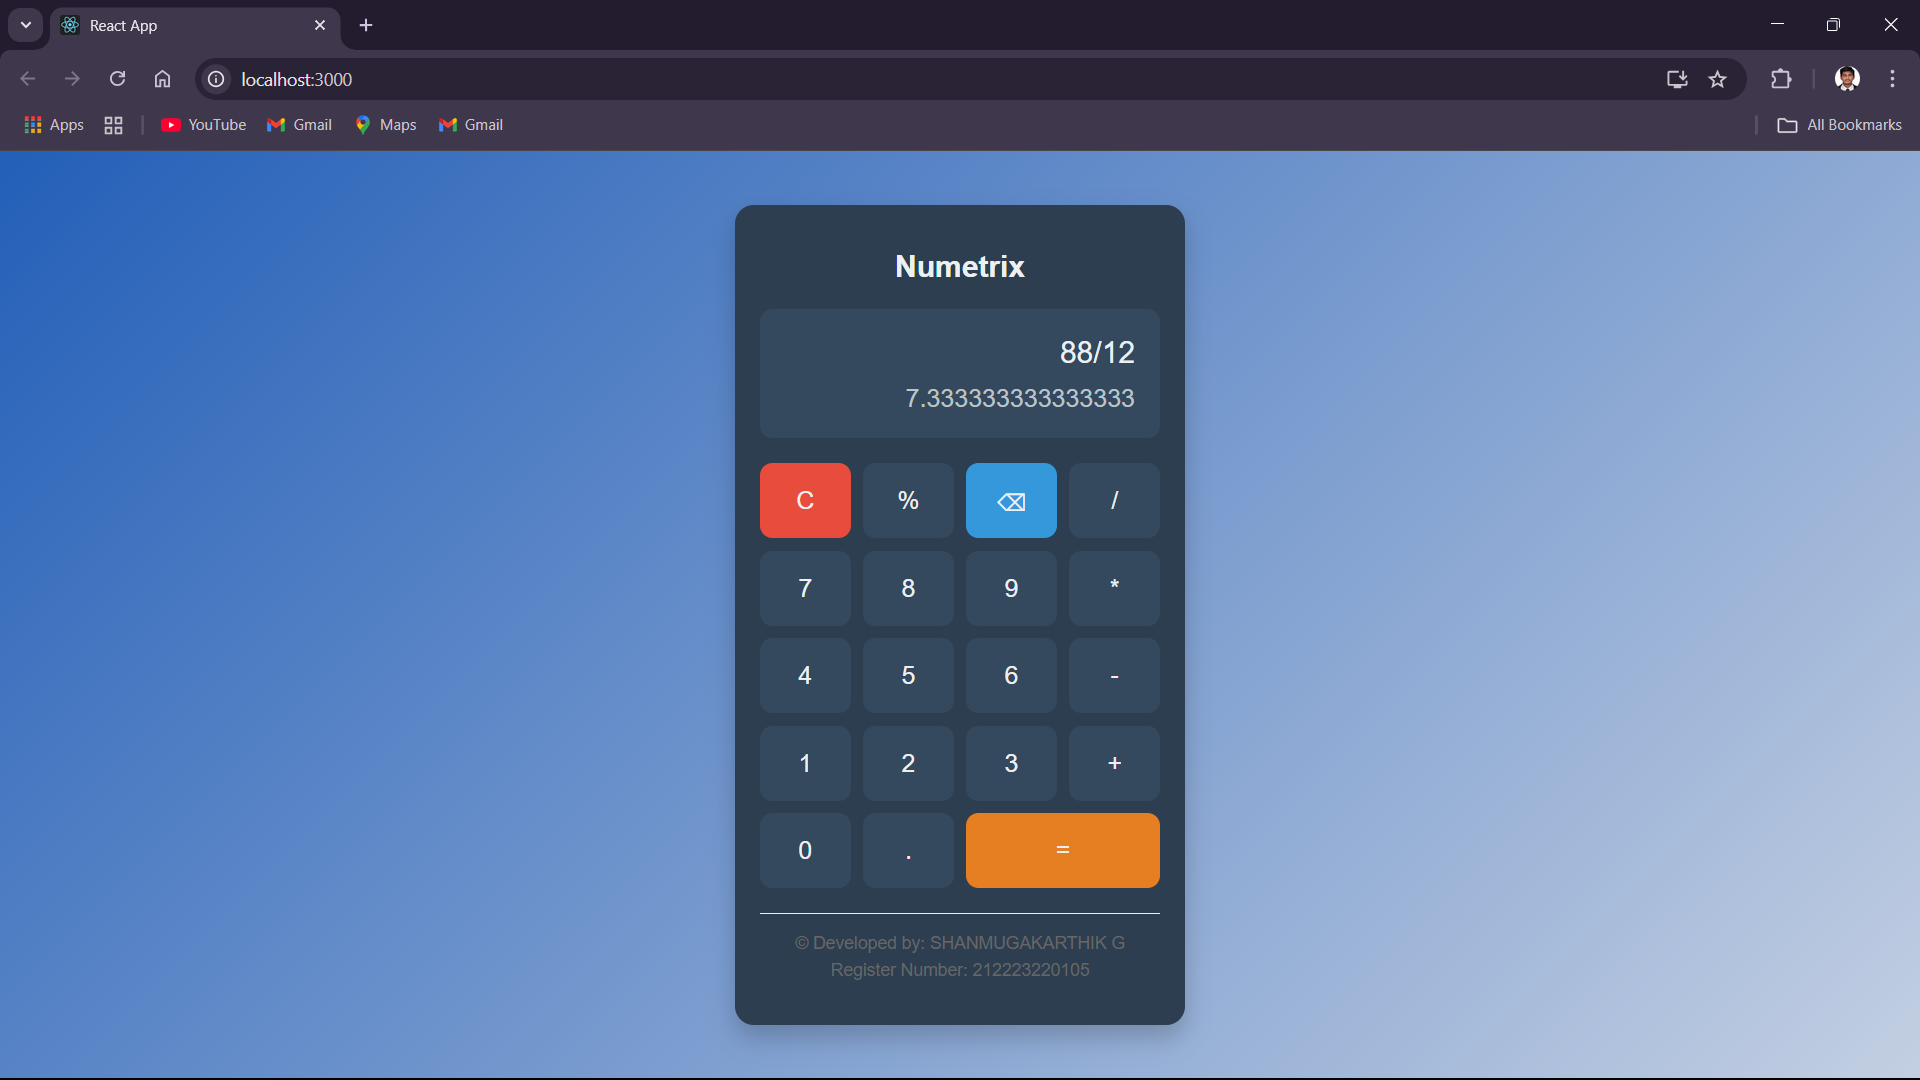 React App
localhost:3000
Apps YouTube Gmail Maps Gmail All Bookmarks
Numetrix
88/12
7.333333333333333
C % ⌫ /
7 8 9 *
4 5 6 -
1 2 3 +
0 . =
© Developed by: SHANMUGAKARTHIK G
Register Number: 212223220105